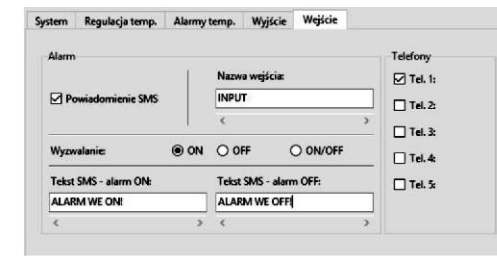 System Regulacja temp. Alarmy temp. Wyjście Wejście
Alarm
Powiadomienie SMS
Nazwa wejścia:
INPUT
Wyzwalanie: ON OFF ON/OFF
Tekst SMS - alarm ON: Tekst SMS - alarm OFF:
ALARM WE ON! ALARM WE OFF!
Telefony
Tel. 1:
Tel. 2:
Tel. 3:
Tel. 4:
Tel. 5: